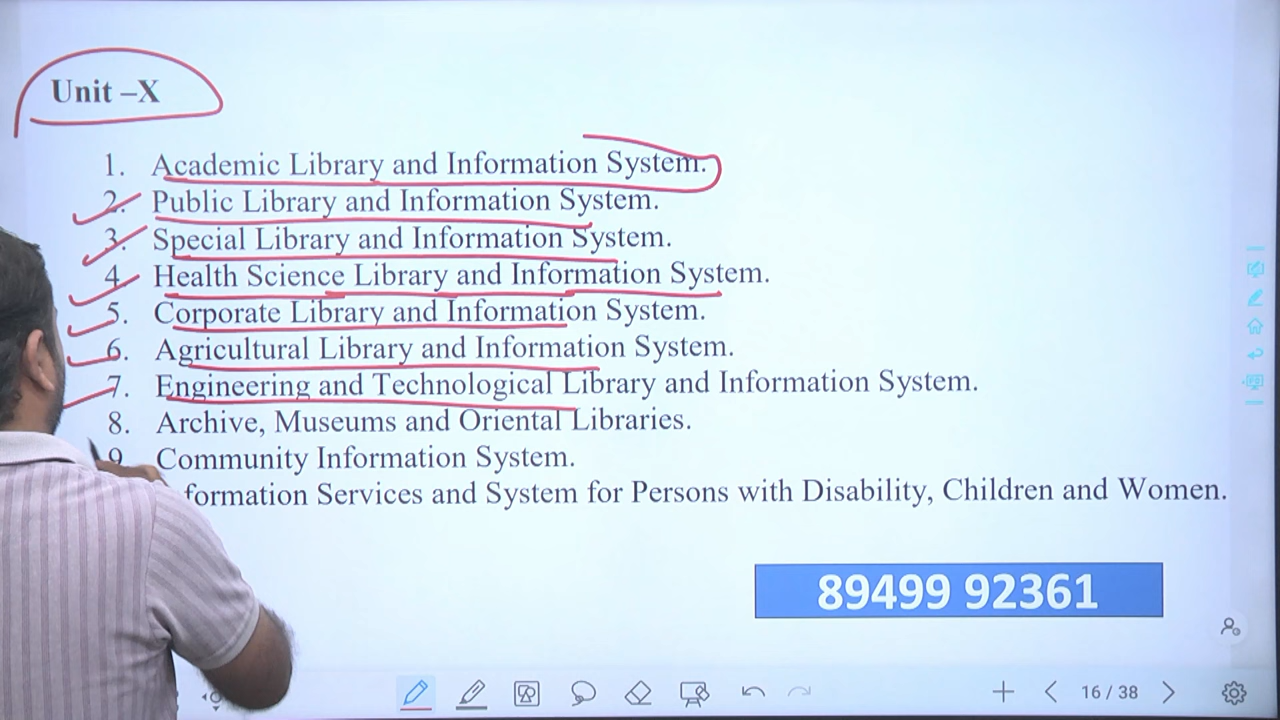 Unit –X
1. Academic Library and Information System.
2. Public Library and Information System.
3. Special Library and Information System.
4. Health Science Library and Information System.
5. Corporate Library and Information System.
6. Agricultural Library and Information System.
7. Engineering and Technological Library and Information System.
8. Archive, Museums and Oriental Libraries.
9. Community Information System.
formation Services and System for Persons with Disability, Children and Women.
89499 92361
16 / 38